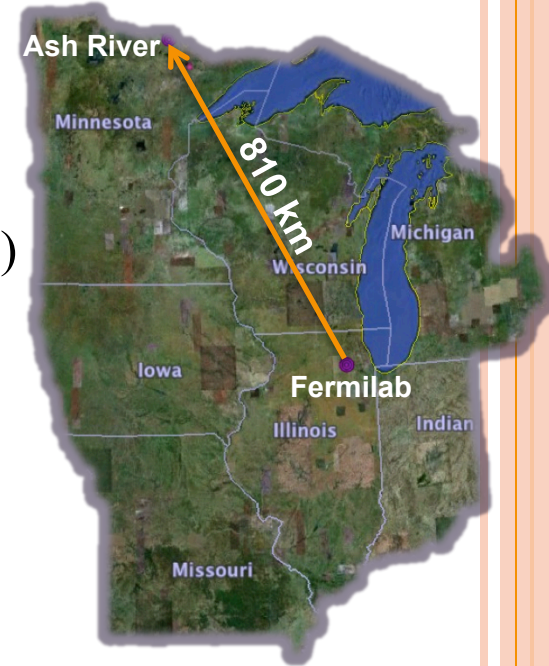 Ash River
Minnesota
810 km
)
Michigan
Wisconsin
Iowa
Fermilab
Illinois
Indian
Missouri